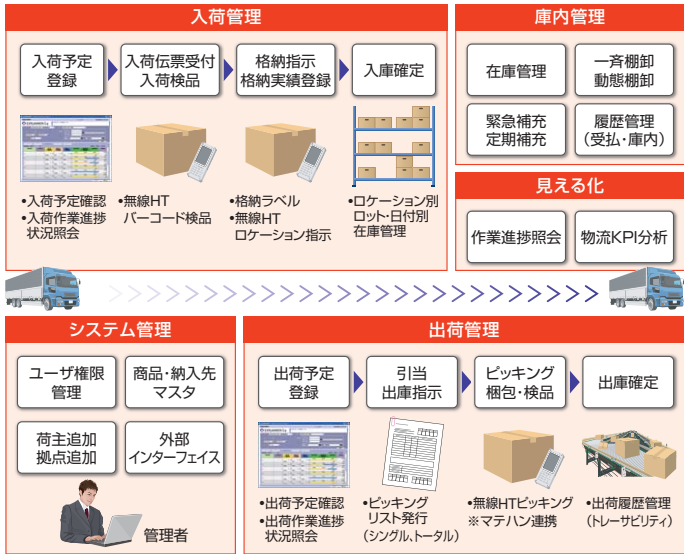 入荷管理
入荷予定
登録
入荷伝票受付
入荷検品
格納指示
格納実績登録
入庫確定
•入荷予定確認
•入荷作業進捗
状況照会
•無線HT
バーコード検品
•格納ラベル
•無線HT
ロケーション指示
•ロケーション別
ロット・日付別
在庫管理
庫内管理
在庫管理
一斉棚卸
動態棚卸
緊急補充
定期補充
履歴管理
(受払・庫内)
見える化
作業進捗照会
物流KPI分析
システム管理
ユーザ権限
管理
商品・納入先
マスタ
荷主追加
拠点追加
外部
インターフェイス
管理者
出荷管理
出荷予定
登録
引当
出庫指示
ピッキング
梱包・検品
出庫確定
•出荷予定確認
•出荷作業進捗
状況照会
•ピッキング
リスト発行
(シングル、トータル)
•無線HTピッキング
※マテハン連携
•出荷履歴管理
(トレーサビリティ)